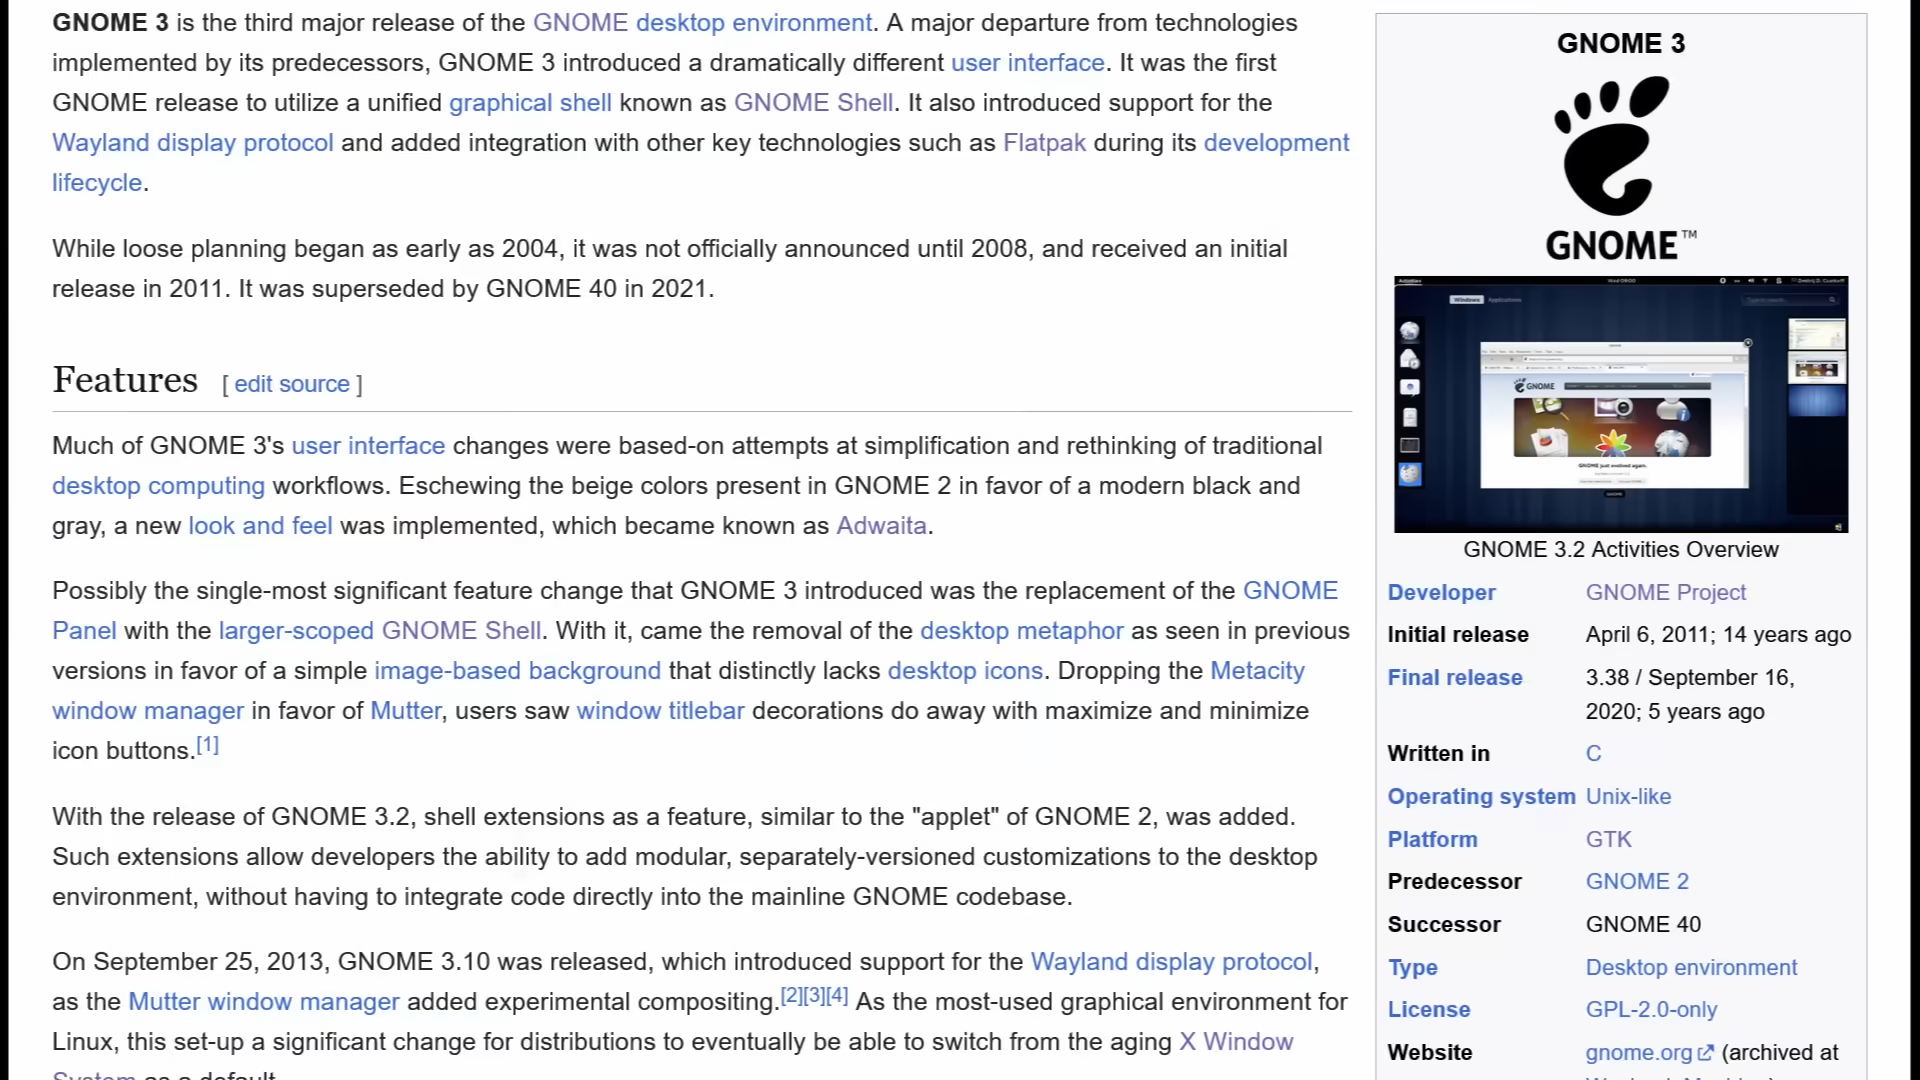 GNOME 3 is the third major release of the GNOME desktop environment. A major departure from technologies
implemented by its predecessors, GNOME 3 introduced a dramatically different user interface. It was the first
GNOME release to utilize a unified graphical shell known as GNOME Shell. It also introduced support for the
Wayland display protocol and added integration with other key technologies such as Flatpak during its development
lifecycle.
While loose planning began as early as 2004, it was not officially announced until 2008, and received an initial
release in 2011. It was superseded by GNOME 40 in 2021.
Features [ edit source ]
Much of GNOME 3's user interface changes were based-on attempts at simplification and rethinking of traditional
desktop computing workflows. Eschewing the beige colors present in GNOME 2 in favor of a modern black and
gray, a new look and feel was implemented, which became known as Adwaita.
Possibly the single-most significant feature change that GNOME 3 introduced was the replacement of the GNOME
Panel with the larger-scoped GNOME Shell. With it, came the removal of the desktop metaphor as seen in previous
versions in favor of a simple image-based background that distinctly lacks desktop icons. Dropping the Metacity
window manager in favor of Mutter, users saw window titlebar decorations do away with maximize and minimize
icon buttons.[1]
With the release of GNOME 3.2, shell extensions as a feature, similar to the "applet" of GNOME 2, was added.
Such extensions allow developers the ability to add modular, separately-versioned customizations to the desktop
environment, without having to integrate code directly into the mainline GNOME codebase.
On September 25, 2013, GNOME 3.10 was released, which introduced support for the Wayland display protocol,
as the Mutter window manager added experimental compositing.[2][3][4] As the most-used graphical environment for
Linux, this set-up a significant change for distributions to eventually be able to switch from the aging X Window
System as a default.
GNOME 3
GNOME™
Activities
Windows Applications
GNOME
GNOME just evolved again.
GNOME 3.2 Activities Overview
Developer GNOME Project
Initial release April 6, 2011; 14 years ago
Final release 3.38 / September 16,
2020; 5 years ago
Written in C
Operating system Unix-like
Platform GTK
Predecessor GNOME 2
Successor GNOME 40
Type Desktop environment
License GPL-2.0-only
Website gnome.org (archived at